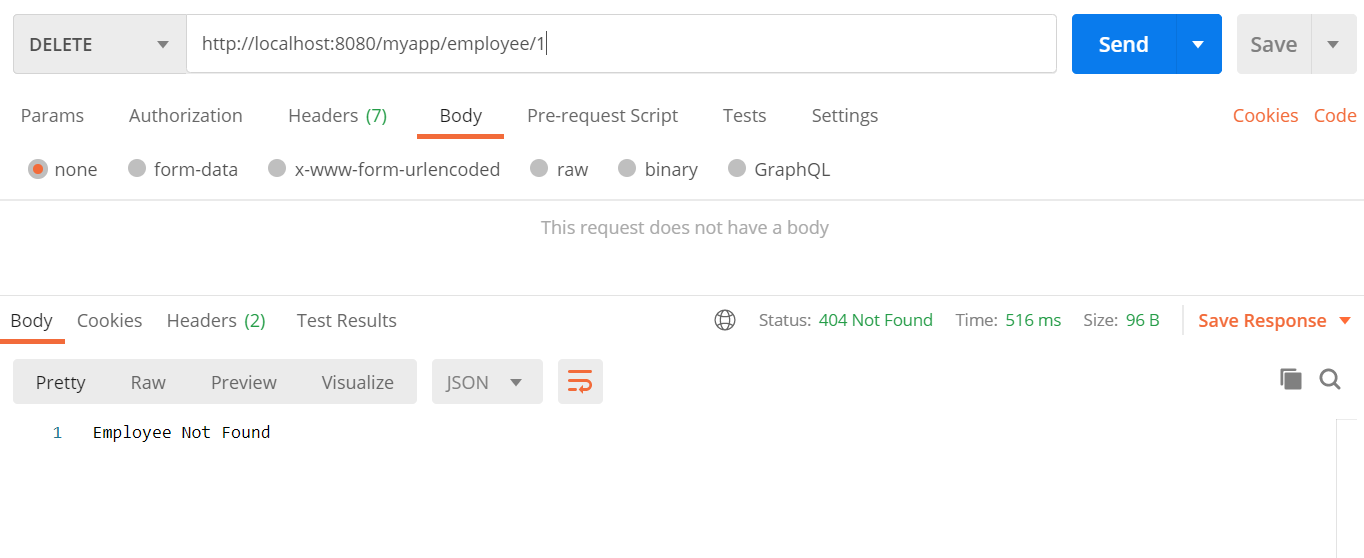 DELETE http://localhost:8080/myapp/employee/1 Send Save
Params Authorization Headers (7) Body Pre-request Script Tests Settings Cookies Code
none form-data x-www-form-urlencoded raw binary GraphQL
This request does not have a body
Body Cookies Headers (2) Test Results Status: 404 Not Found Time: 516 ms Size: 96 B Save Response
Pretty Raw Preview Visualize JSON
1 Employee Not Found